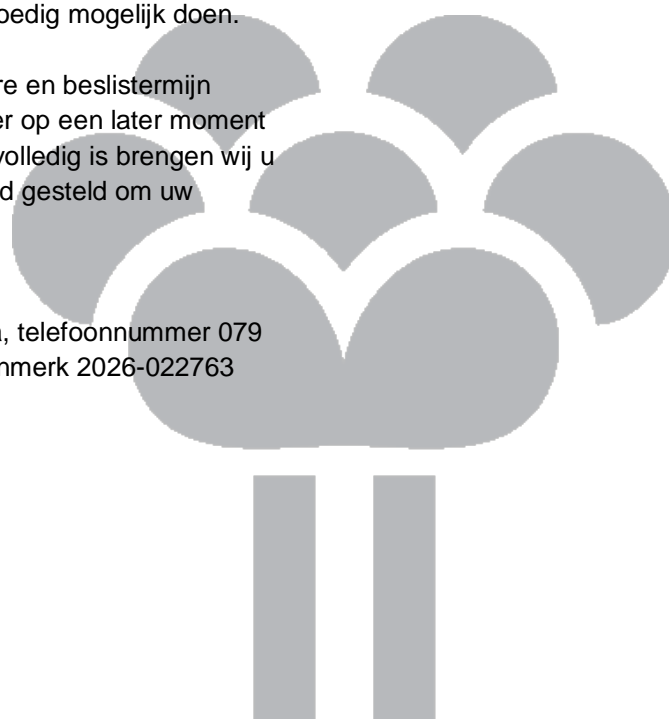 oedig mogelijk doen.
re en beslistermijn
er op een later moment
volledig is brengen wij u
d gesteld om uw
, telefoonnummer 079
nmerk 2026-022763